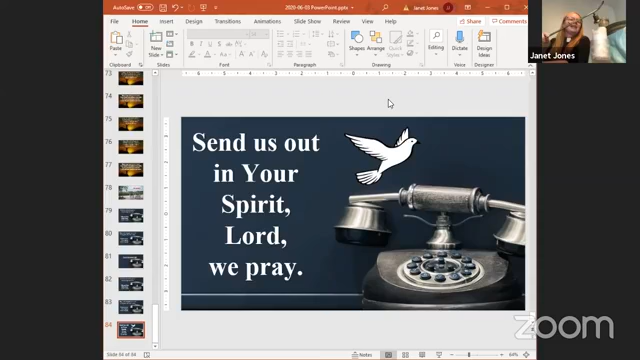 AutoSave Off
2020-06-03 PowerPoint.pptx
Janet Jones
File Home Insert Design Transitions Animations Slide Show Review View Help
Share Comments
Paste
New Slide
Shapes Arrange Quick
Editing
Dictate
Design Ideas
Clipboard Slides Font Paragraph Drawing Voice Designer
73
74
75
76
77
78
79
80
81
82
83
84
Send us out
in Your
Spirit,
Lord,
we pray.
Slide 84 of 84
Notes
64%
Janet Jones
zoom